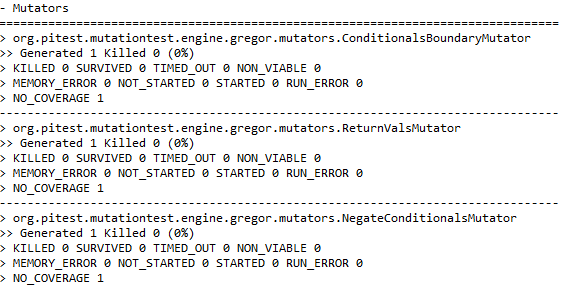 - Mutators
================================================================================
> org.pitest.mutationtest.engine.gregor.mutators.ConditionalsBoundaryMutator
>> Generated 1 Killed 0 (0%)
> KILLED 0 SURVIVED 0 TIMED_OUT 0 NON_VIABLE 0
> MEMORY_ERROR 0 NOT_STARTED 0 STARTED 0 RUN_ERROR 0
> NO_COVERAGE 1
--------------------------------------------------------------------------------
> org.pitest.mutationtest.engine.gregor.mutators.ReturnValsMutator
>> Generated 1 Killed 0 (0%)
> KILLED 0 SURVIVED 0 TIMED_OUT 0 NON_VIABLE 0
> MEMORY_ERROR 0 NOT_STARTED 0 STARTED 0 RUN_ERROR 0
> NO_COVERAGE 1
--------------------------------------------------------------------------------
> org.pitest.mutationtest.engine.gregor.mutators.NegateConditionalsMutator
>> Generated 1 Killed 0 (0%)
> KILLED 0 SURVIVED 0 TIMED_OUT 0 NON_VIABLE 0
> MEMORY_ERROR 0 NOT_STARTED 0 STARTED 0 RUN_ERROR 0
> NO_COVERAGE 1